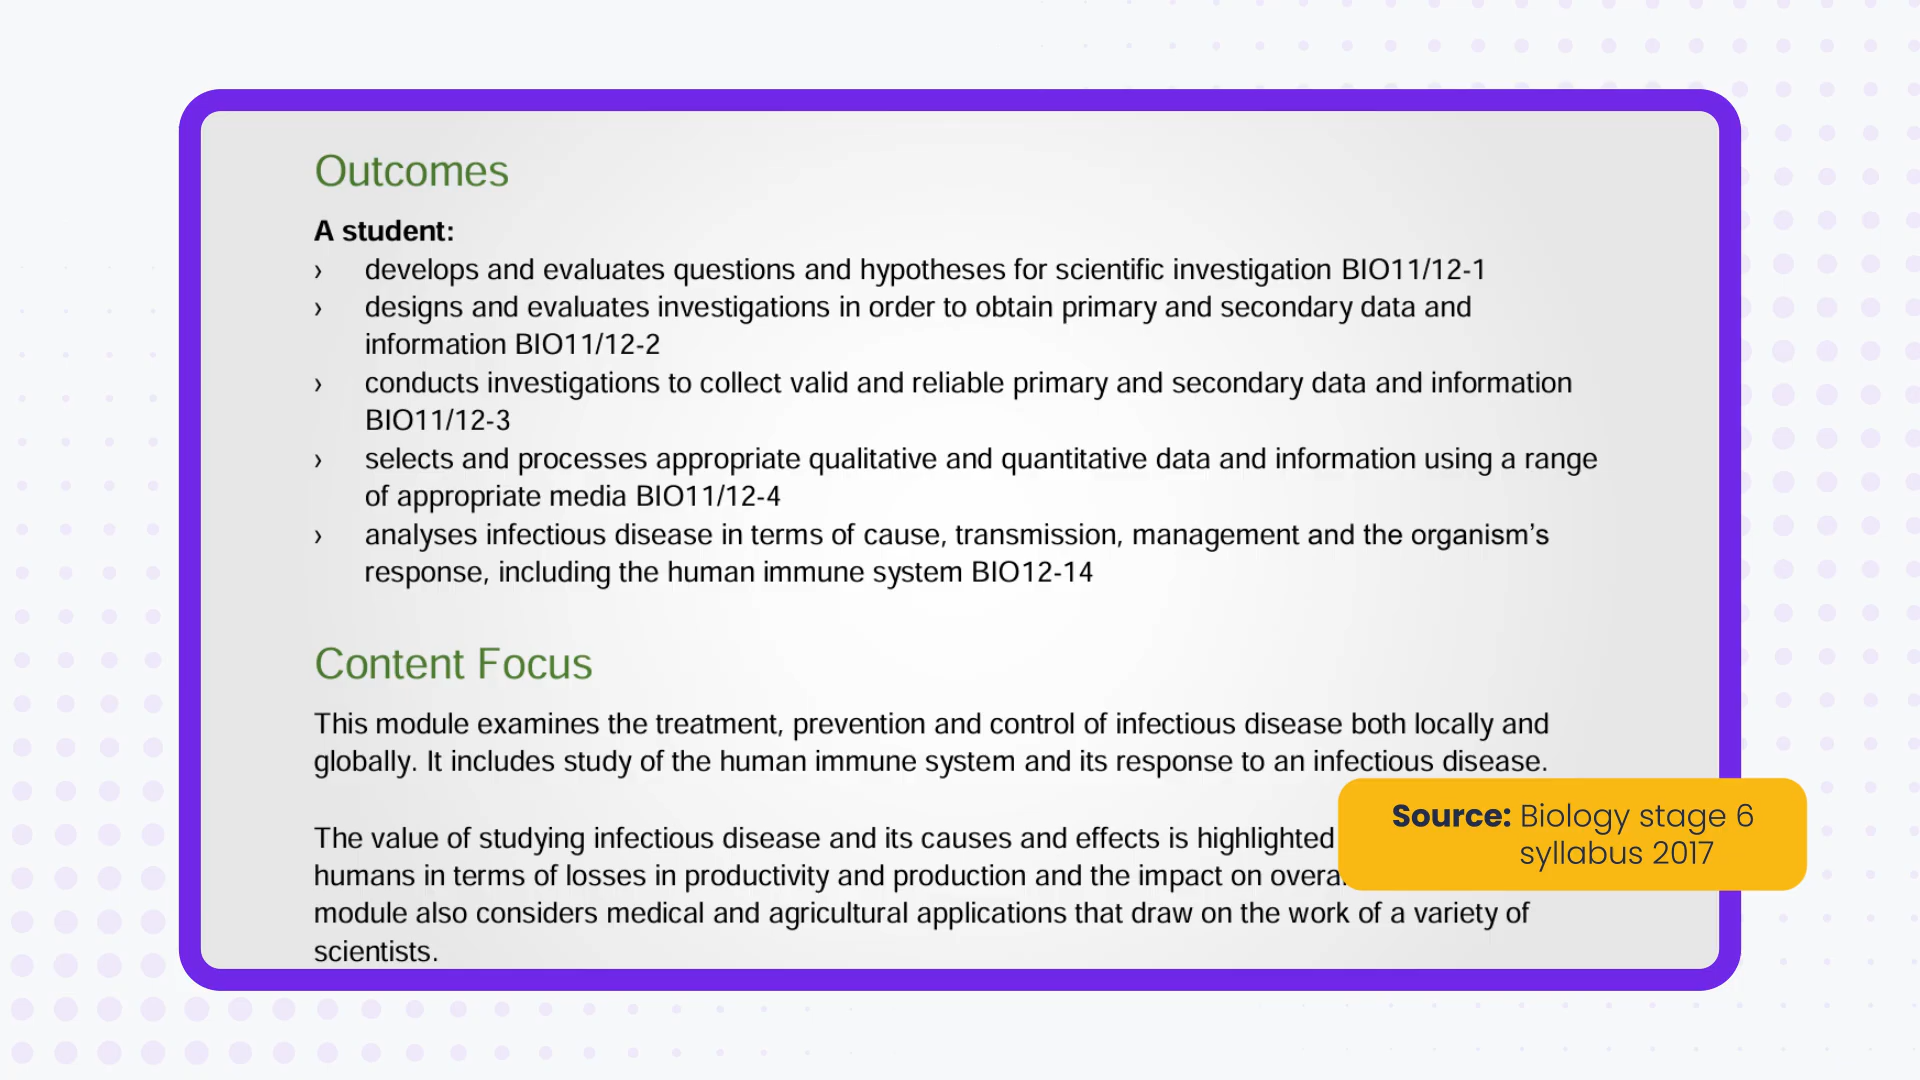 Outcomes
A student:
› develops and evaluates questions and hypotheses for scientific investigation BIO11/12-1
› designs and evaluates investigations in order to obtain primary and secondary data and
information BIO11/12-2
› conducts investigations to collect valid and reliable primary and secondary data and information
BIO11/12-3
› selects and processes appropriate qualitative and quantitative data and information using a range
of appropriate media BIO11/12-4
› analyses infectious disease in terms of cause, transmission, management and the organism’s
response, including the human immune system BIO12-14
Content Focus
This module examines the treatment, prevention and control of infectious disease both locally and
globally. It includes study of the human immune system and its response to an infectious disease.
The value of studying infectious disease and its causes and effects is highlighted
humans in terms of losses in productivity and production and the impact on
module also considers medical and agricultural applications that draw on the work of a variety of
scientists.
Source: Biology stage 6
syllabus 2017